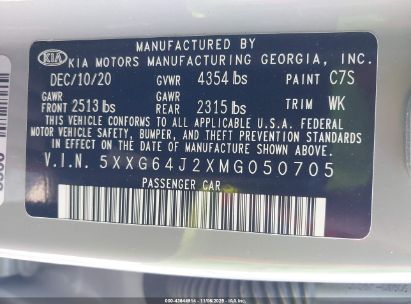 MANUFACTURED BY
KIA KIA MOTORS MANUFACTURING GEORGIA, INC.
DEC/10/20 GVWR 4354 lbs PAINT C7S
GAWR GAWR
FRONT 2513 lbs REAR 2315 lbs TRIM WK
THIS VEHICLE CONFORMS TO ALL APPLICABLE U.S.A. FEDERAL
MOTOR VEHICLE SAFETY, BUMPER, AND THEFT PREVENTION STANDARDS
IN EFFECT ON THE DATE OF MANUFACTURE SHOWN ABOVE.
V.I.N. 5XXG64J2XMG050705
PASSENGER CAR